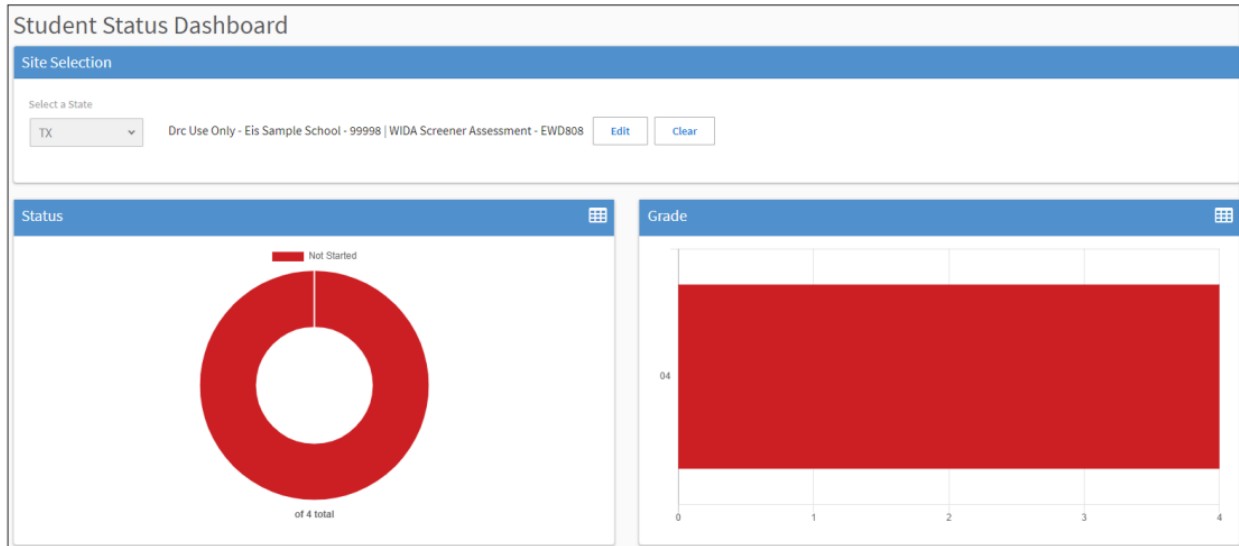 Student Status Dashboard
Site Selection
Select a State
TX
Drc Use Only - Eis Sample School - 99998 | WIDA Screener Assessment - EWD808
Edit
Clear
Status
Not Started
of 4 total
Grade
04
0 1 2 3 4